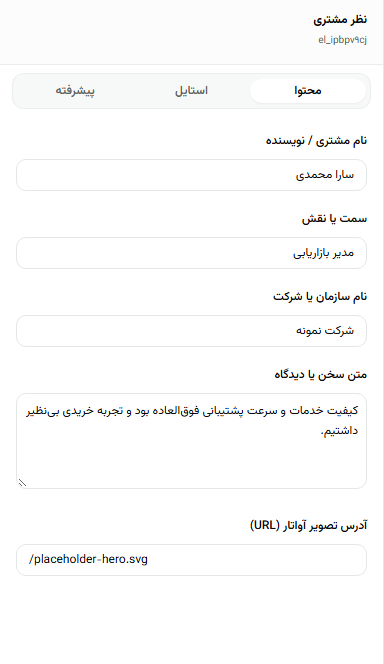 نظر مشتری
el_ipbpv۹cj
محتوا
استایل
پیشرفته
نام مشتری / نویسنده
سارا محمدی
سمت یا نقش
مدیر بازاریابی
نام سازمان یا شرکت
شرکت نمونه
متن سخن یا دیدگاه
کیفیت خدمات و سرعت پشتیبانی فوق‌العاده بود و تجربه خریدی بی‌نظیر
داشتیم.
آدرس تصویر آواتار (URL)
/placeholder-hero.svg